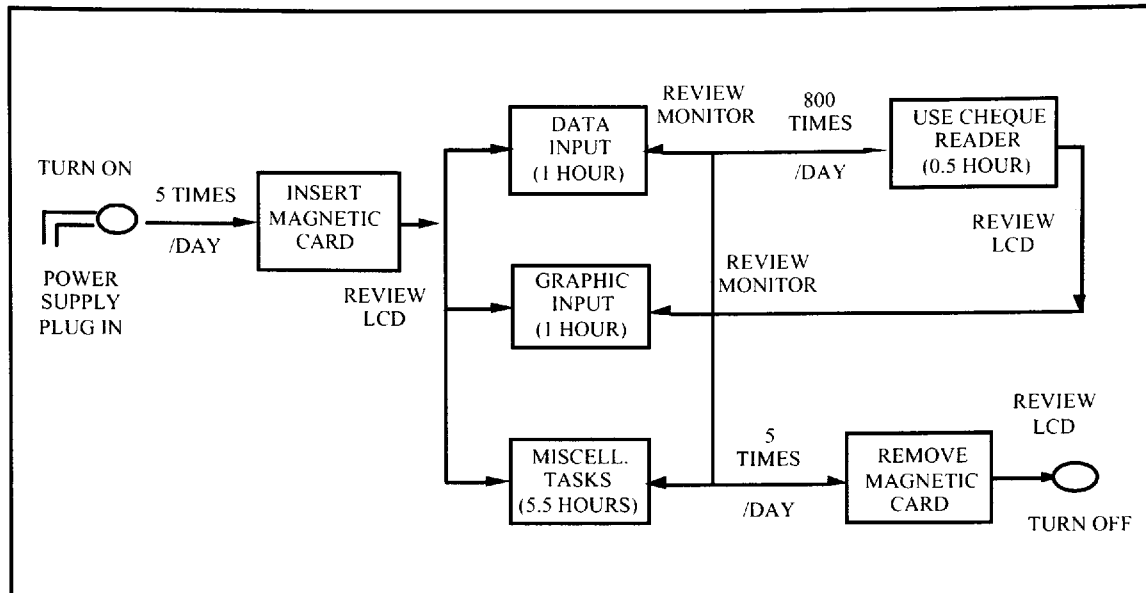 TURN ON
POWER
SUPPLY
PLUG IN
5 TIMES
/DAY
INSERT
MAGNETIC
CARD
REVIEW
LCD
DATA
INPUT
(1 HOUR)
REVIEW
MONITOR
800
TIMES
/DAY
USE CHEQUE
READER
(0.5 HOUR)
REVIEW
LCD
GRAPHIC
INPUT
(1 HOUR)
REVIEW
MONITOR
MISCELL.
TASKS
(5.5 HOURS)
5
TIMES
/DAY
REMOVE
MAGNETIC
CARD
REVIEW
LCD
TURN OFF